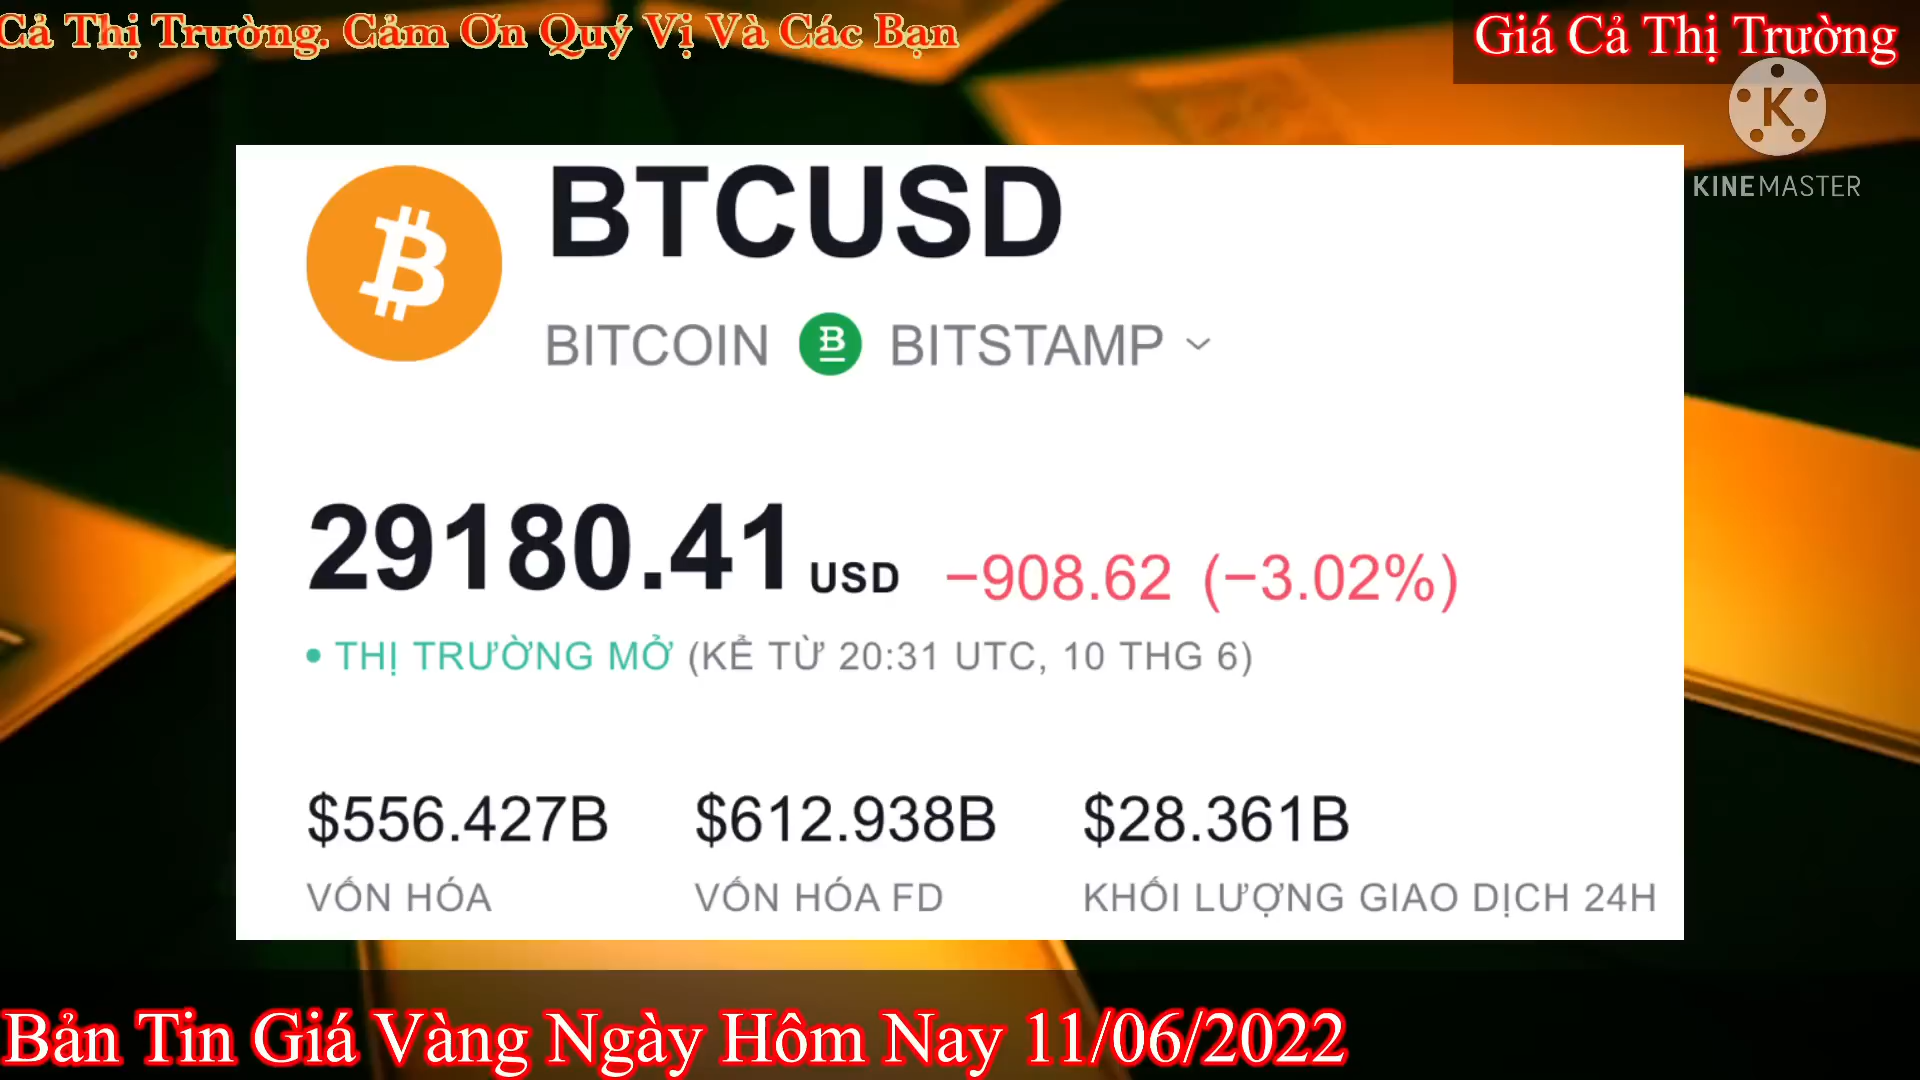 Cả Thị Trường. Cảm Ơn Quý Vị Và Các Bạn
Giá Cả Thị Trường
K
KINEMASTER
BTCUSD
BITCOIN BITSTAMP
29180.41 USD −908.62 (−3.02%)
• THỊ TRƯỜNG MỞ (KỂ TỪ 20:31 UTC, 10 THG 6)
$556.427B $612.938B $28.361B
VỐN HÓA VỐN HÓA FD KHỐI LƯỢNG GIAO DỊCH 24H
Bản Tin Giá Vàng Ngày Hôm Nay 11/06/2022